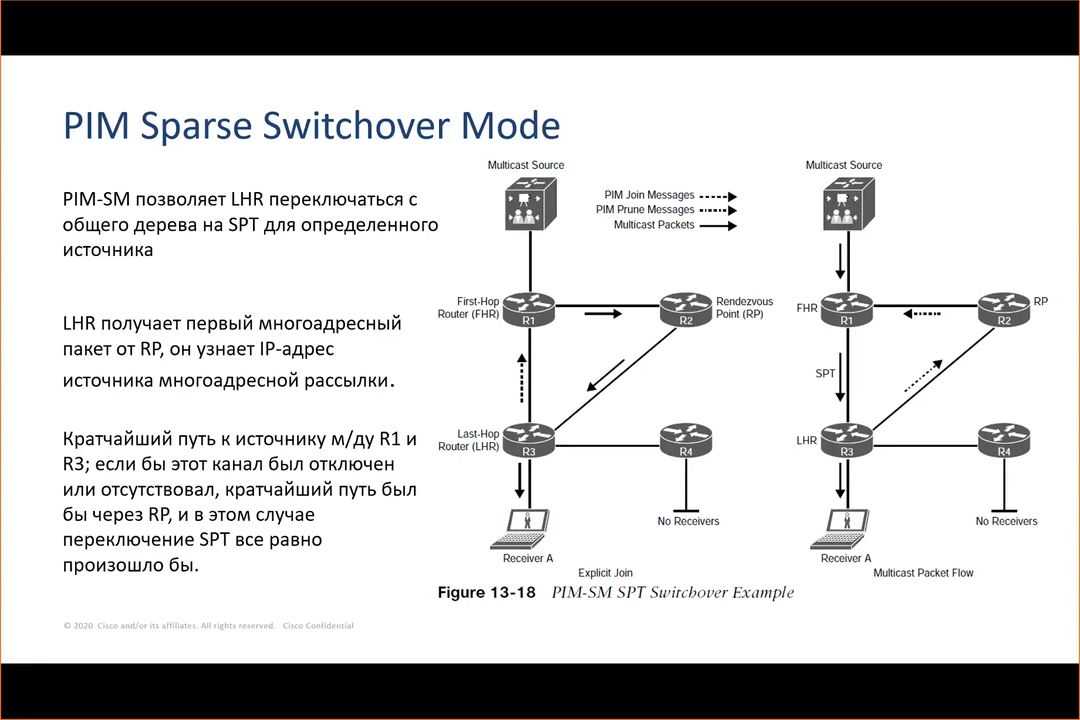 PIM Sparse Switchover Mode
PIM-SM позволяет LHR переключаться с
общего дерева на SPT для определенного
источника
LHR получает первый многоадресный
пакет от RP, он узнает IP-адрес
источника многоадресной рассылки.
Кратчайший путь к источнику м/ду R1 и
R3; если бы этот канал был отключен
или отсутствовал, кратчайший путь был
бы через RP, и в этом случае
переключение SPT все равно
произошло бы.
Multicast Source
PIM Join Messages
PIM Prune Messages
Multicast Packets
First-Hop
Router (FHR)
R1
R2
Rendezvous
Point (RP)
Last-Hop
Router (LHR)
R3
R4
No Receivers
Receiver A
Explicit Join
Multicast Source
FHR
R1
R2
RP
SPT
LHR
R3
R4
No Receivers
Receiver A
Multicast Packet Flow
Figure 13-18 PIM-SM SPT Switchover Example
© 2020 Cisco and/or its affiliates. All rights reserved. Cisco Confidential